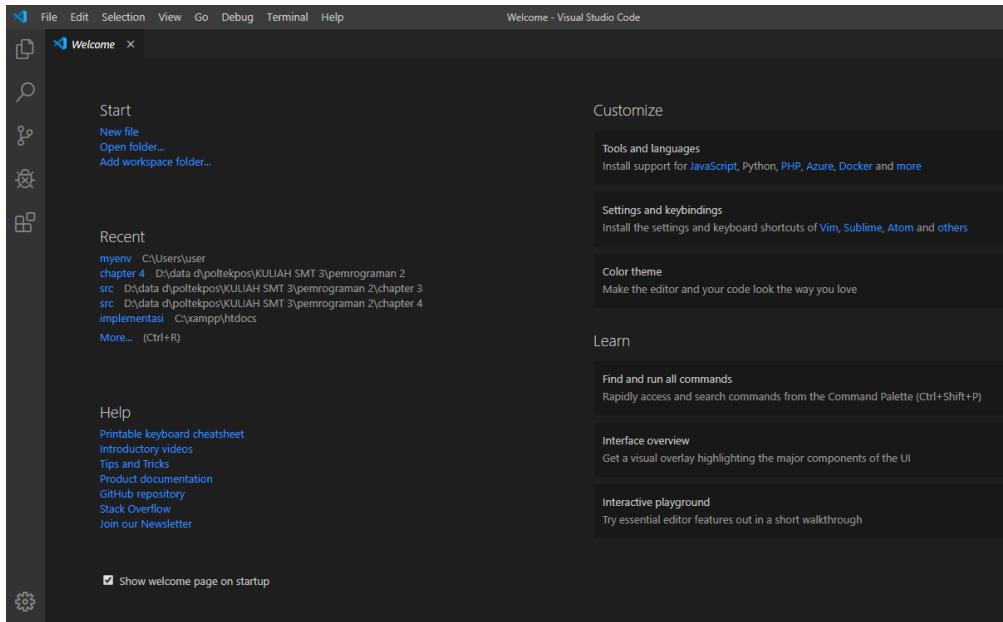 File Edit Selection View Go Debug Terminal Help
Welcome - Visual Studio Code
Welcome
Start
New file
Open folder...
Add workspace folder...
Recent
myenv C:\Users\user
chapter 4 D:\data d\poltekpos\KULIAH SMT 3\pemrograman 2
src D:\data d\poltekpos\KULIAH SMT 3\pemrograman 2\chapter 3
src D:\data d\poltekpos\KULIAH SMT 3\pemrograman 2\chapter 4
implementasi C:\xampp\htdocs
More... (Ctrl+R)
Help
Printable keyboard cheatsheet
Introductory videos
Tips and Tricks
Product documentation
GitHub repository
Stack Overflow
Join our Newsletter
Show welcome page on startup
Customize
Tools and languages
Install support for JavaScript, Python, PHP, Azure, Docker and more
Settings and keybindings
Install the settings and keyboard shortcuts of Vim, Sublime, Atom and others
Color theme
Make the editor and your code look the way you love
Learn
Find and run all commands
Rapidly access and search commands from the Command Palette (Ctrl+Shift+P)
Interface overview
Get a visual overlay highlighting the major components of the UI
Interactive playground
Try essential editor features out in a short walkthrough